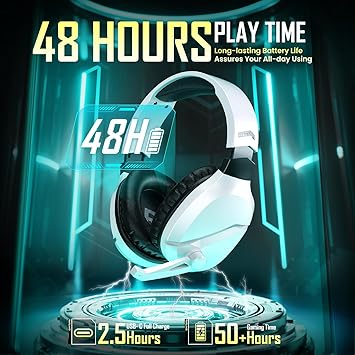 48 HOURS PLAY TIME
Long-lasting Battery Life
Assures Your All-day Using
48H
USB-C Full Charge
2.5Hours
Gaming Time
50+Hours